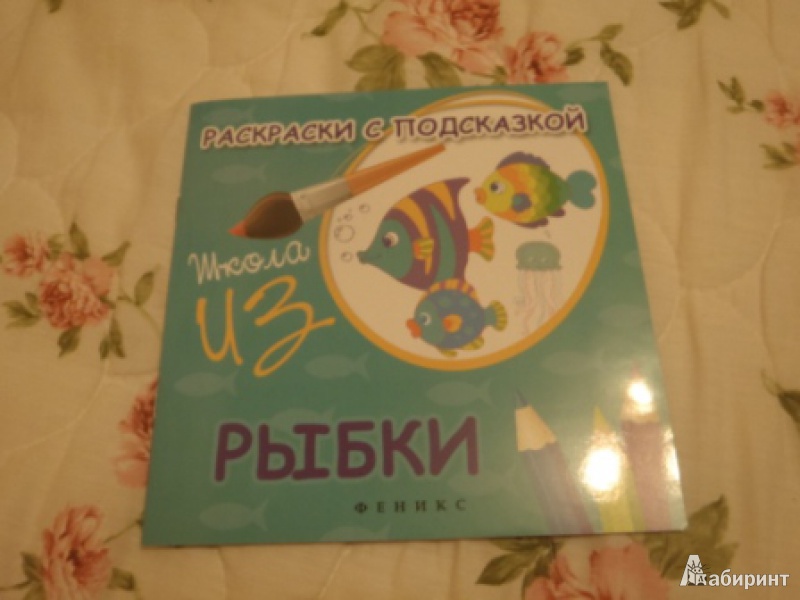 РАСКРАСКИ С ПОДСКАЗКОЙ
Школа
ИЗ
РЫБКИ
ФЕНИКС
Лабиринт